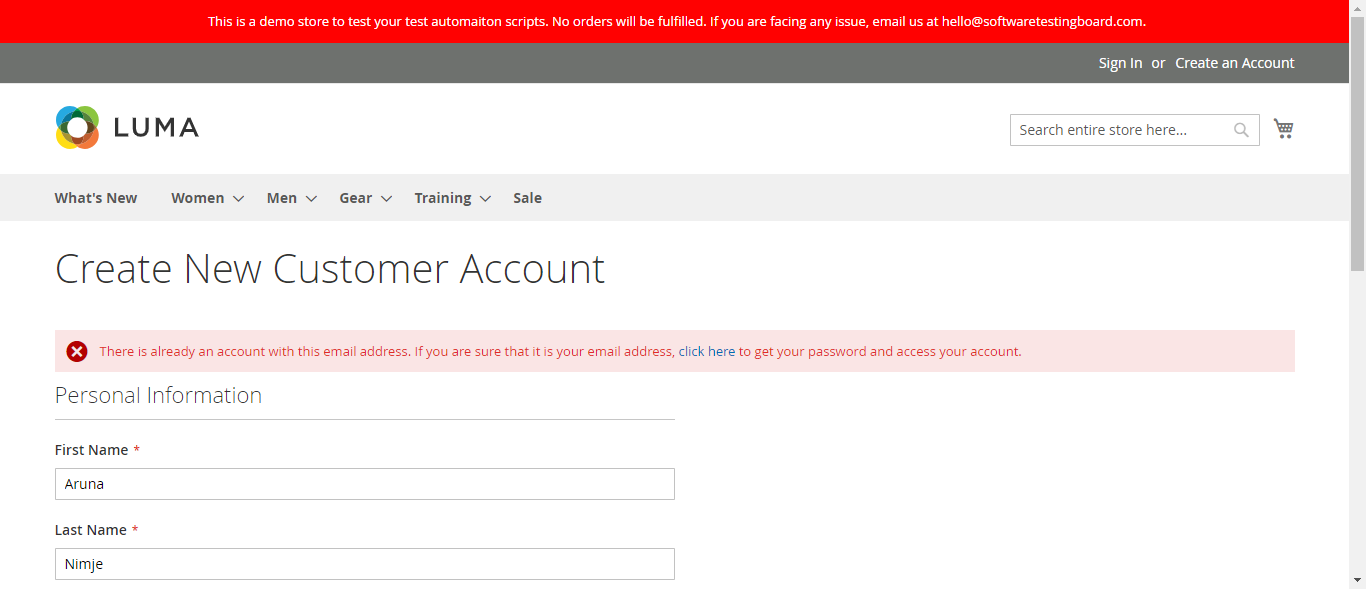 This is a demo store to test your test automaiton scripts. No orders will be fulfilled. If you are facing any issue, email us at hello@softwaretestingboard.com.
Sign In or Create an Account
LUMA
Search entire store here...
What's New Women Men Gear Training Sale
Create New Customer Account
There is already an account with this email address. If you are sure that it is your email address, click here to get your password and access your account.
Personal Information
First Name *
Aruna
Last Name *
Nimje